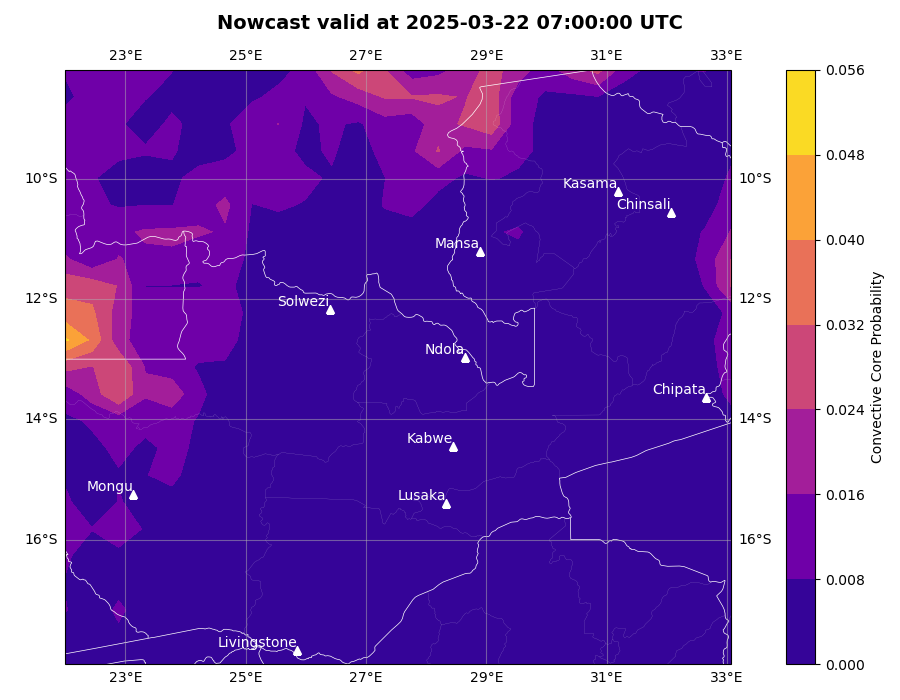 Nowcast valid at 2025-03-22 07:00:00 UTC
23°E 25°E 27°E 29°E 31°E 33°E
0.056
0.048
10°S 10°S
Kasama
Chinsali
Mansa
0.040
12°S 12°S
Solwezi
0.032
Ndola
Chipata
14°S 14°S
0.024
Kabwe
Mongu
Lusaka
0.016
16°S 16°S
0.008
Livingstone
0.000
23°E 25°E 27°E 29°E 31°E 33°E
Convective Core Probability